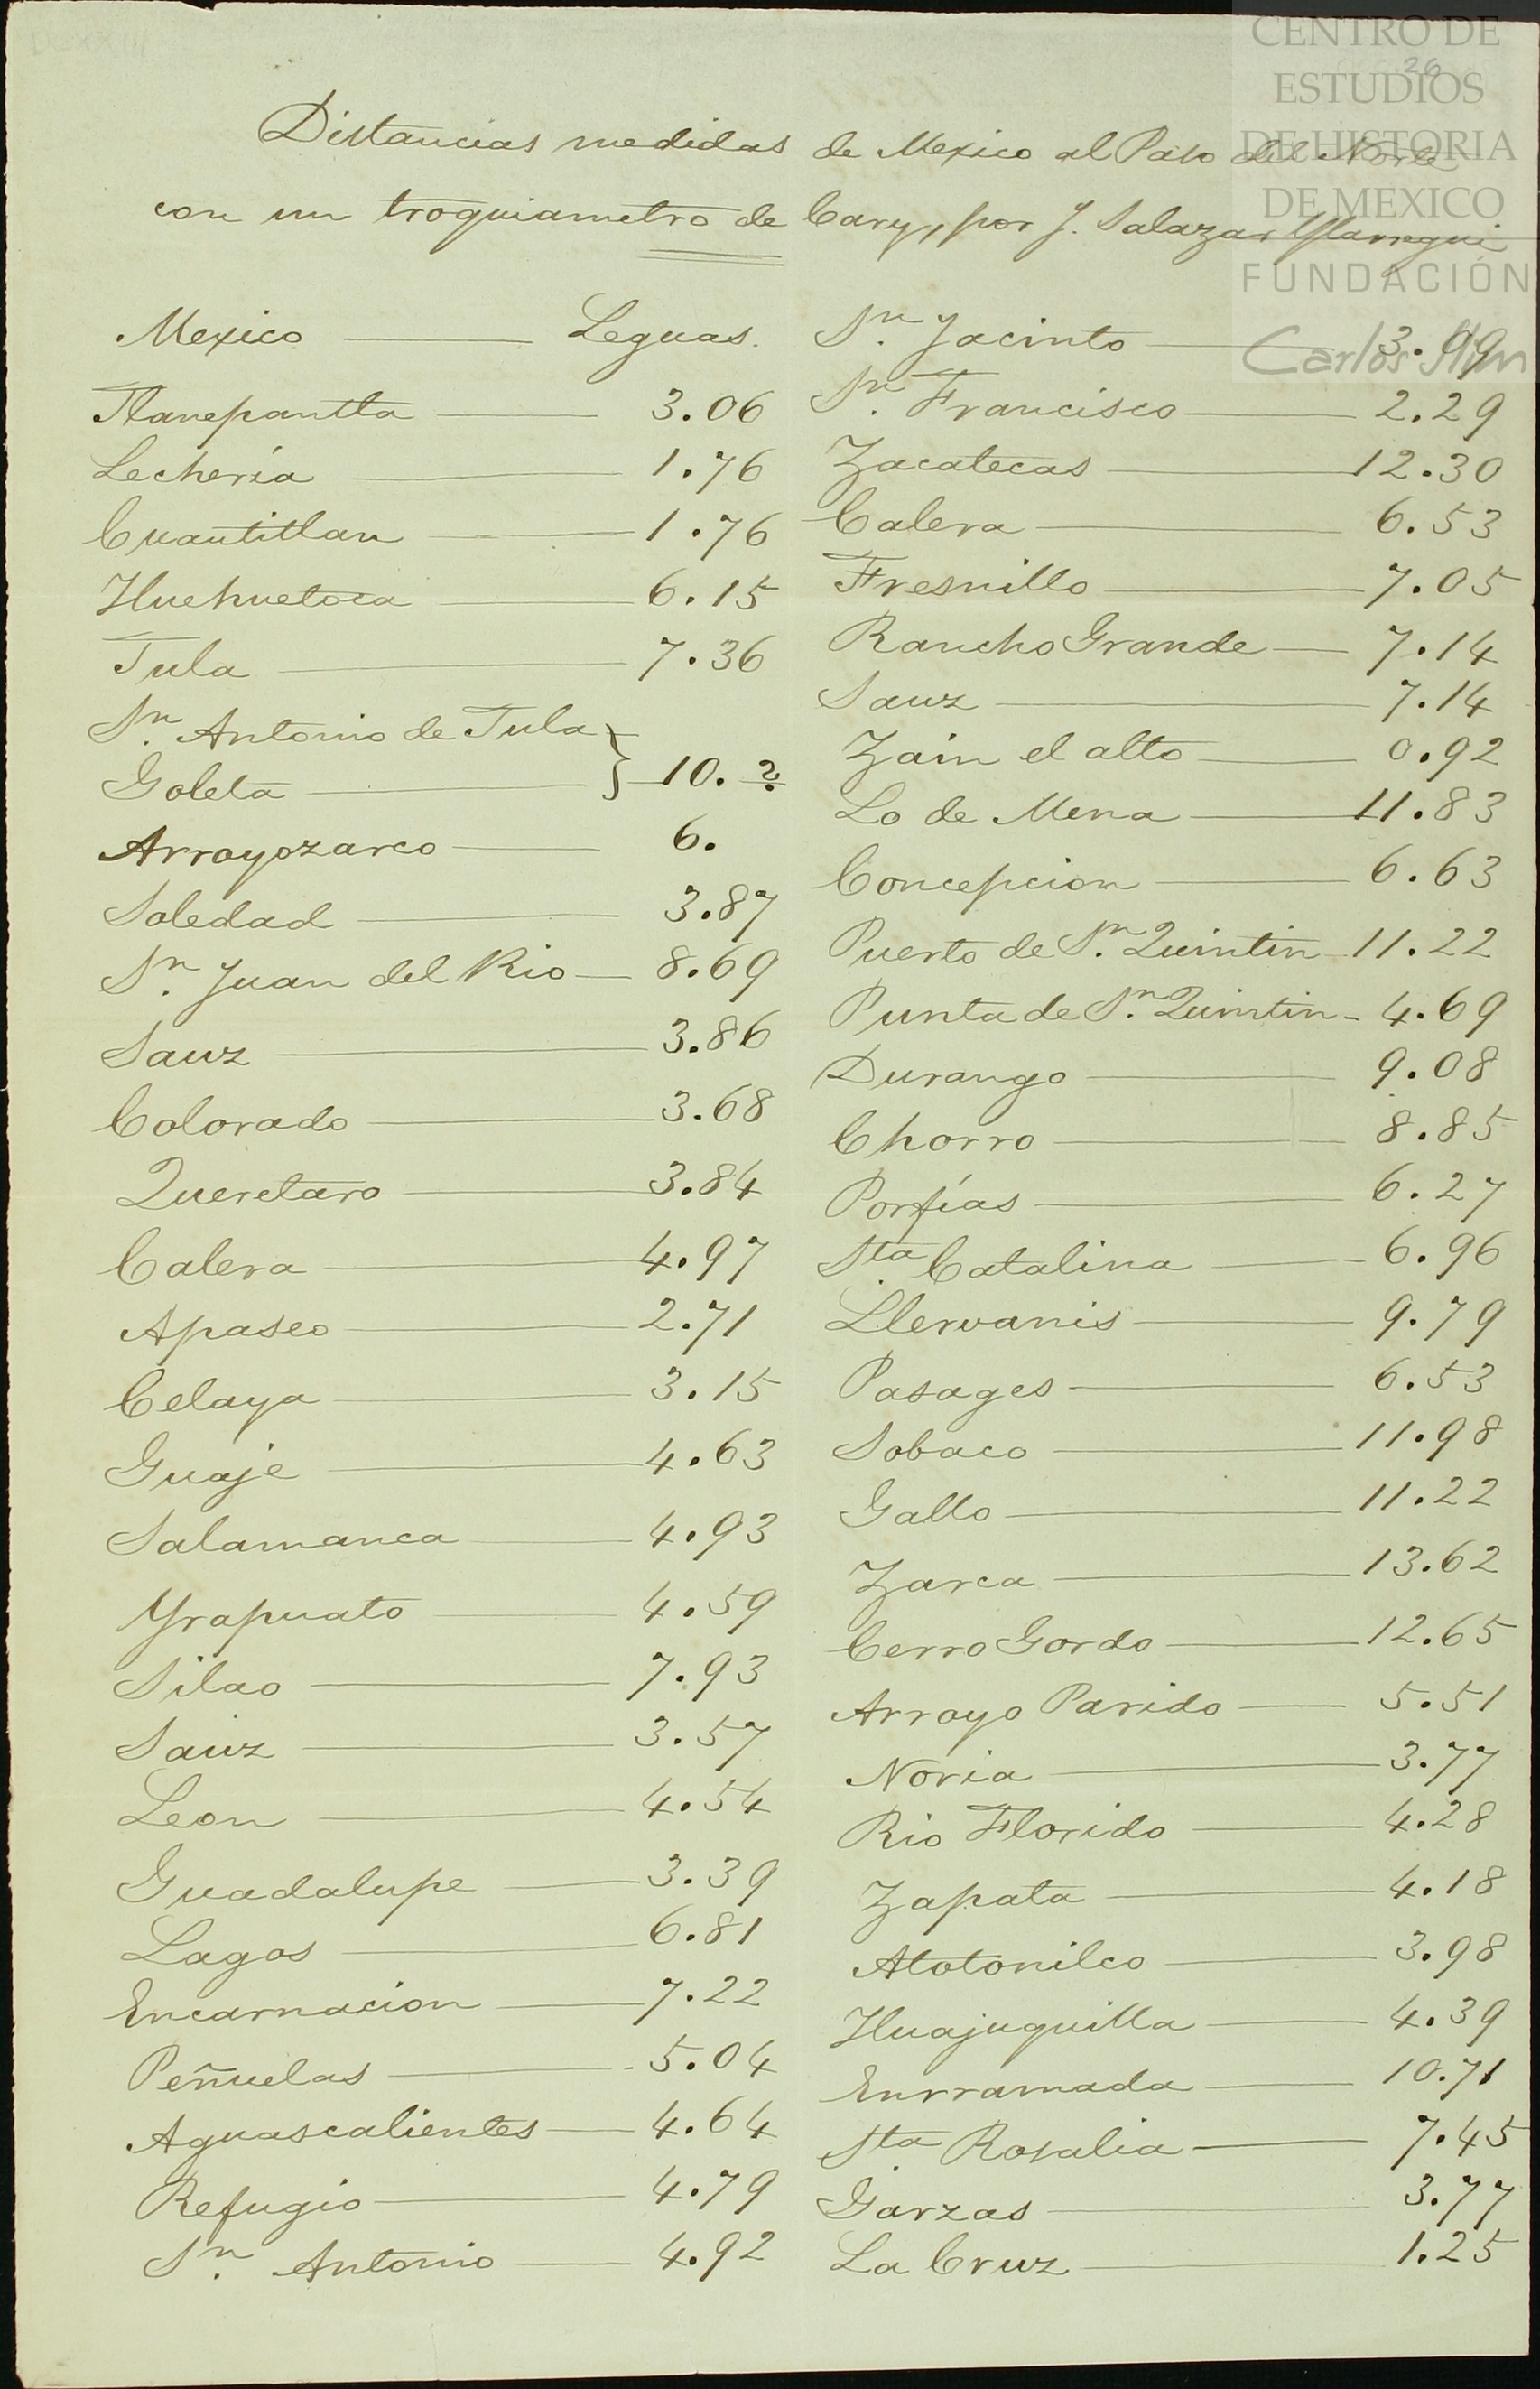 CENTRO DE
ESTUDIOS
DE HISTORIA
DE MEXICO
FUNDACIÓN
Carlos Slim
26
Distancias medidas de Mexico al Paso del Norte
con un troquiametro de Cary, por J. Salazar Ylarregui
Mexico — Leguas.
Tlanepantla — 3.06
Lechería — 1.76
Cuautitlan — 1.76
Huehuetoca — 6.15
Tula — 7.36
Sn. Antonio de Tula
Goleta — } 10. ?
Arroyozarco — 6.
Soledad — 3.87
Sn. Juan del Rio — 8.69
Sauz — 3.86
Colorado — 3.68
Queretaro — 3.84
Calera — 4.97
Apaseo — 2.71
Celaya — 3.15
Guaje — 4.63
Salamanca — 4.93
Yrapuato — 4.59
Silao — 7.93
Sauz — 3.57
Leon — 4.54
Guadalupe — 3.39
Lagos — 6.81
Encarnacion — 7.22
Peñuelas — 5.04
Aguascalientes — 4.64
Refugio — 4.79
Sn. Antonio — 4.92
Sn. Jacinto — 3.99
Sn. Francisco — 2.29
Zacatecas — 12.30
Calera — 6.53
Fresnillo — 7.05
Rancho Grande — 7.14
Sauz — 7.14
Zain el alto — 0.92
Lo de Mena — 11.83
Concepcion — 6.63
Puerto de Sn. Quintin — 11.22
Punta de Sn. Quintin — 4.69
Durango — 9.08
Chorro — 8.85
Porfías — 6.27
Sta. Catalina — 6.96
Llervanis — 9.79
Pasages — 6.53
Sobaco — 11.98
Gallo — 11.22
Zarca — 13.62
Cerro Gordo — 12.65
Arroyo Parido — 5.51
Noria — 3.77
Rio Florido — 4.28
Zapata — 4.18
Atotonilco — 3.98
Huajuquilla — 4.39
Enrramada — 10.71
Sta. Rosalia — 7.45
Garzas — 3.77
La Cruz — 1.25